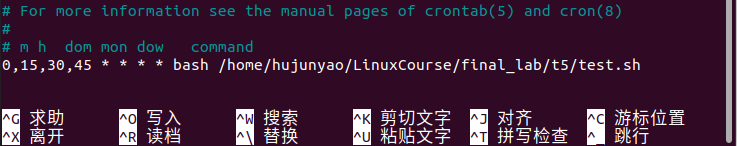 # For more information see the manual pages of crontab(5) and cron(8)
#
# m h  dom mon dow   command
0,15,30,45 * * * * bash /home/hujunyao/LinuxCourse/final_lab/t5/test.sh
^G 求助 ^O 写入 ^W 搜索 ^K 剪切文字 ^J 对齐 ^C 游标位置
^X 离开 ^R 读档 ^\ 替换 ^U 粘贴文字 ^T 拼写检查 ^_ 跳行